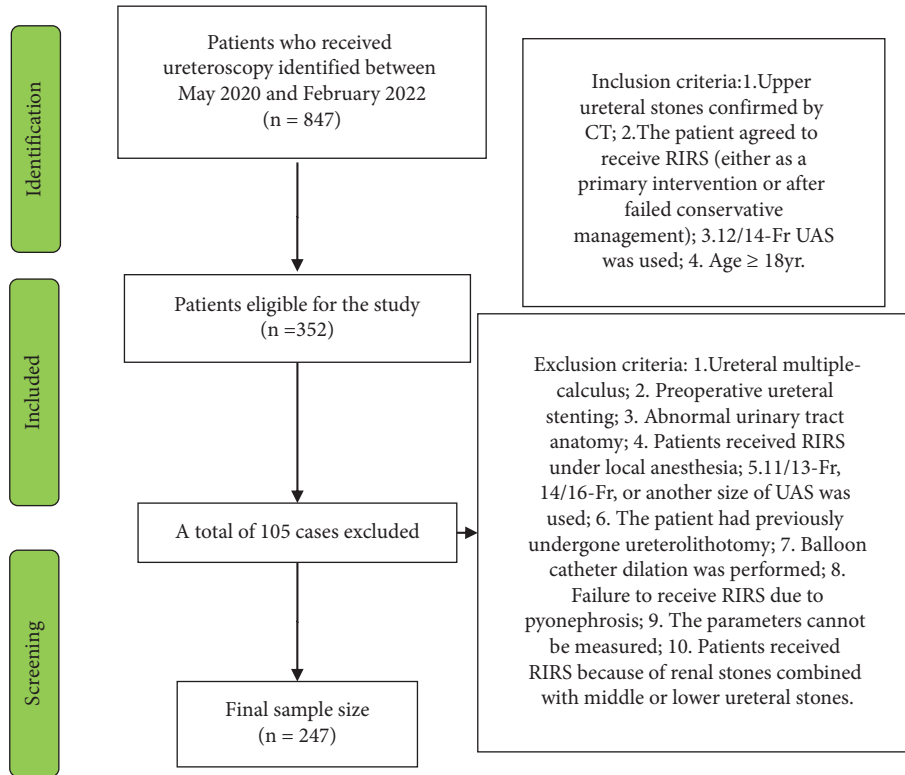 Identification
Patients who received
ureteroscopy identified between
May 2020 and February 2022
(n = 847)
Inclusion criteria:1.Upper
ureteral stones confirmed by
CT; 2.The patient agreed to
receive RIRS (either as a
primary intervention or after
failed conservative
management); 3.12/14-Fr UAS
was used; 4. Age ≥ 18yr.
Included
Patients eligible for the study
(n =352)
Exclusion criteria: 1.Ureteral multiple-
calculus; 2. Preoperative ureteral
stenting; 3. Abnormal urinary tract
anatomy; 4. Patients received RIRS
under local anesthesia; 5.11/13-Fr,
14/16-Fr, or another size of UAS was
used; 6. The patient had previously
undergone ureterolithotomy; 7. Balloon
catheter dilation was performed; 8.
Failure to receive RIRS due to
pyonephrosis; 9. The parameters cannot
be measured; 10. Patients received
RIRS because of renal stones combined
with middle or lower ureteral stones.
A total of 105 cases excluded
Screening
Final sample size
(n = 247)